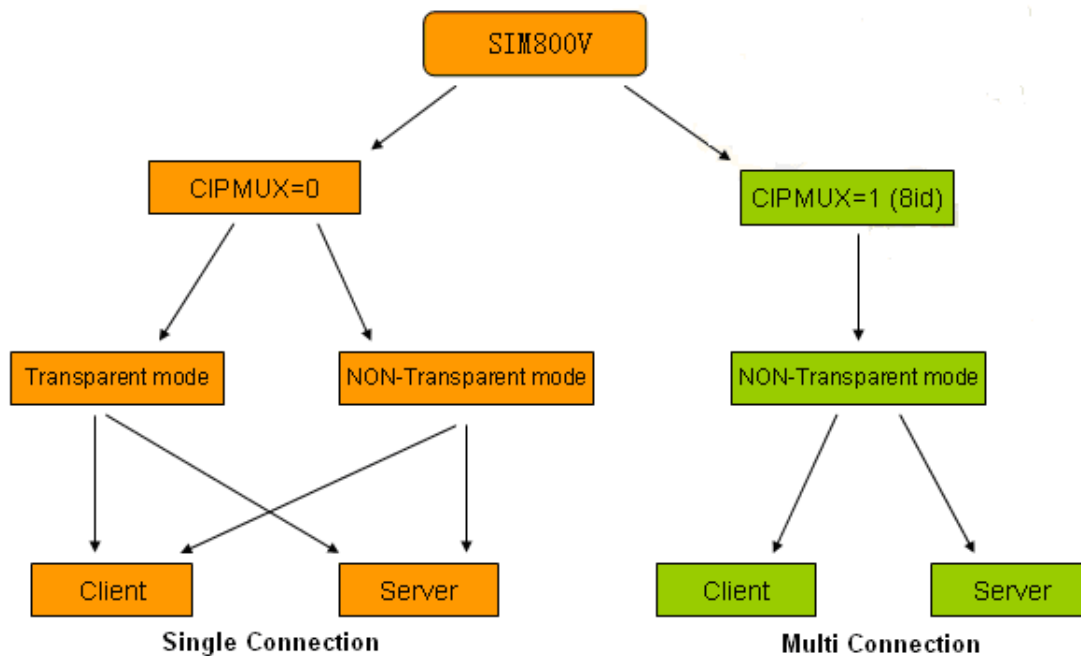 SIM800V
CIPMUX=0
CIPMUX=1 (8id)
Transparent mode
NON-Transparent mode
NON-Transparent mode
Client
Server
Client
Server
Single Connection
Multi Connection